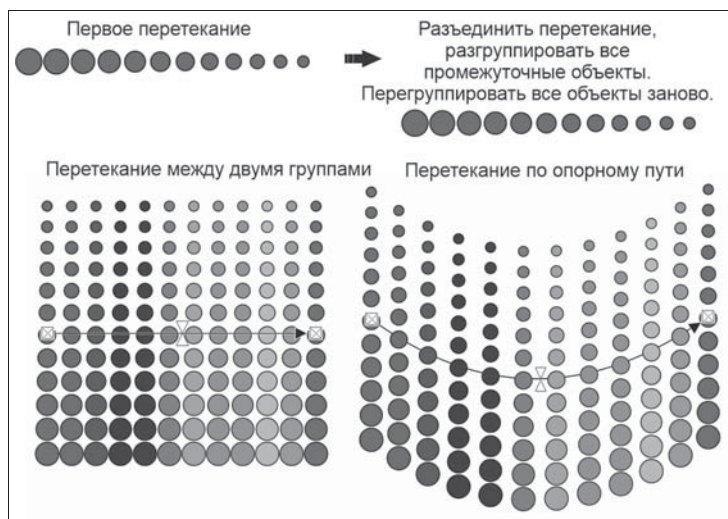 Первое перетекание
Разъединить перетекание,
разгруппировать все
промежуточные объекты.
Перегруппировать все объекты заново.
Перетекание между двумя группами
Перетекание по опорному пути